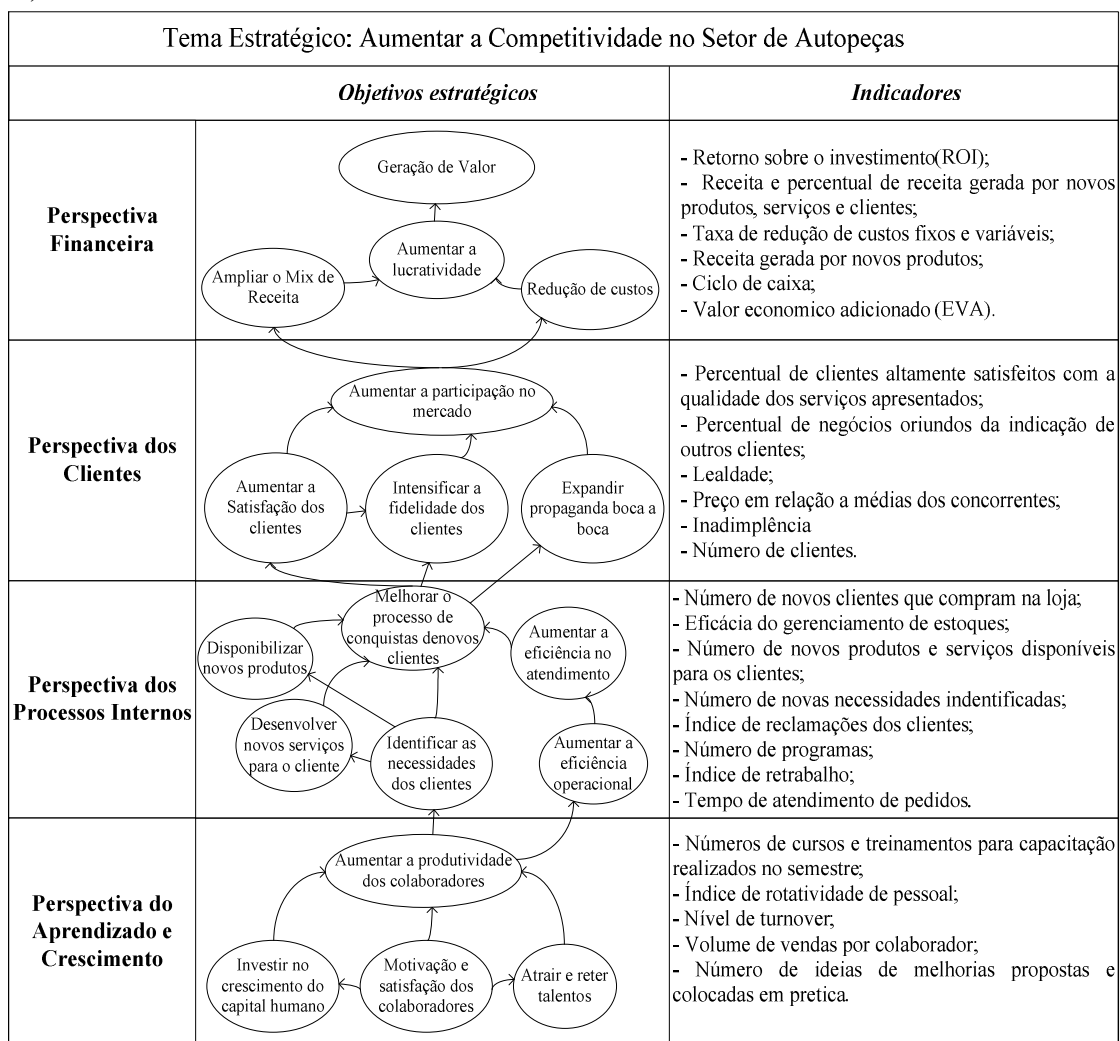 Tema Estratégico: Aumentar a Competitividade no Setor de Autopeças
Objetivos estratégicos
Indicadores
Perspectiva
Financeira
Geração de Valor
Aumentar a
lucratividade
Ampliar o Mix de
Receita
Redução de custos
- Retorno sobre o investimento(ROI);
- Receita e percentual de receita gerada por novos
produtos, serviços e clientes;
- Taxa de redução de custos fixos e variáveis;
- Receita gerada por novos produtos;
- Ciclo de caixa;
- Valor economico adicionado (EVA).
Perspectiva dos
Clientes
Aumentar a participação no
mercado
Aumentar a
Satisfação dos
clientes
Intensificar a
fidelidade dos
clientes
Expandir
propaganda boca a
boca
- Percentual de clientes altamente satisfeitos com a
qualidade dos serviços apresentados;
- Percentual de negócios oriundos da indicação de
outros clientes;
- Lealdade;
- Preço em relação a médias dos concorrentes;
- Inadimplência
- Número de clientes.
Perspectiva dos
Processos Internos
Melhorar o
processo de
conquistas denovos
clientes
Disponibilizar
novos produtos
Aumentar a
eficiência no
atendimento
Desenvolver
novos serviços
para o cliente
Identificar as
necessidades
dos clientes
Aumentar a
eficiência
operacional
- Número de novos clientes que compram na loja;
- Eficácia do gerenciamento de estoques;
- Número de novos produtos e serviços disponíveis
para os clientes;
- Número de novas necessidades indentificadas;
- Índice de reclamações dos clientes;
- Número de programas;
- Índice de retrabalho;
- Tempo de atendimento de pedidos.
Perspectiva do
Aprendizado e
Crescimento
Aumentar a produtividade
dos colaboradores
Investir no
crescimento do
capital humano
Motivação e
satisfação dos
colaboradores
Atrair e reter
talentos
- Números de cursos e treinamentos para capacitação
realizados no semestre;
- Índice de rotatividade de pessoal;
- Nível de turnover;
- Volume de vendas por colaborador;
- Número de ideias de melhorias propostas e
colocadas em pretica.